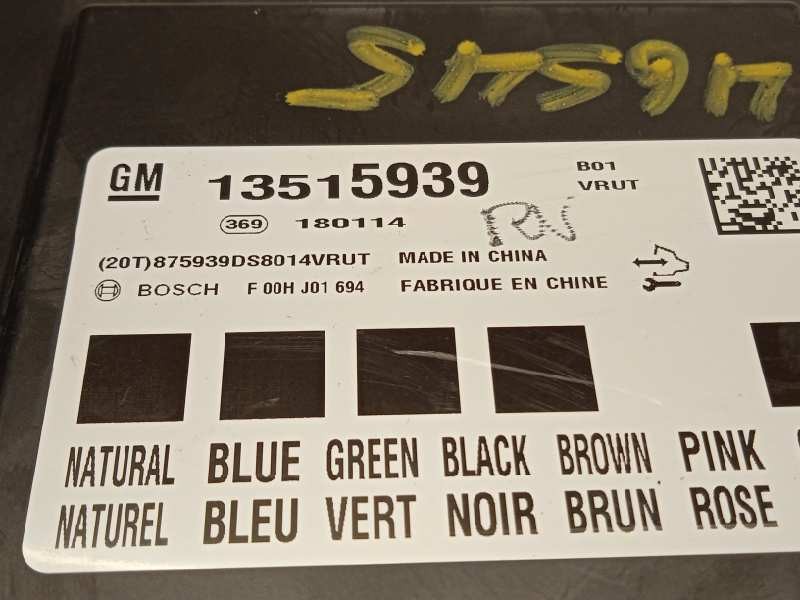 GM 13515939 B01
VRUT
369 180114
RN
(20T)875939DS8014VRUT MADE IN CHINA
BOSCH F 00H J01 694 FABRIQUE EN CHINE
NATURAL BLUE GREEN BLACK BROWN PINK
NATUREL BLEU VERT NOIR BRUN ROSE